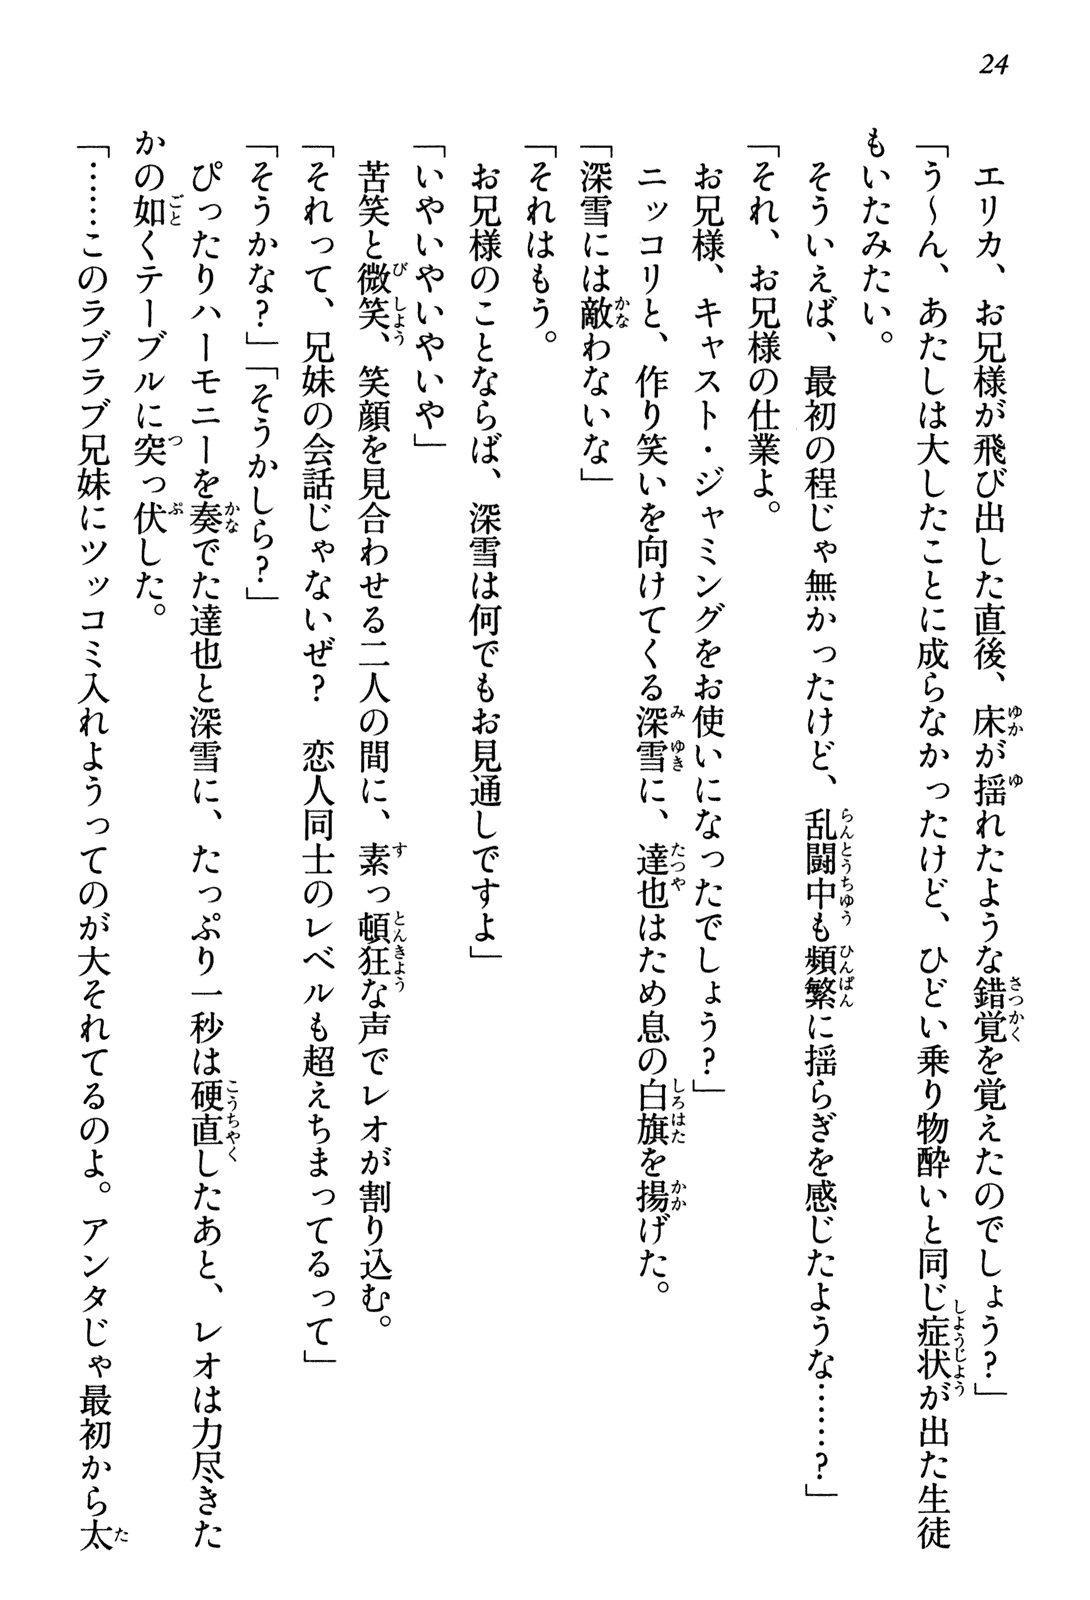 24
エリカ、お兄様が飛び出した直後、床が揺れたような錯覚を覚えたのでしょう?」
「う〜ん、あたしは大したことに成らなかったけど、ひどい乗り物酔いと同じ症状が出た生徒
もいたみたい。
そういえば、最初の程じゃ無かったけど、乱闘中も頻繁に揺らぎを感じたような……?」
「それ、お兄様の仕業よ。
お兄様、キャスト・ジャミングをお使いになったでしょう?」
ニッコリと、作り笑いを向けてくる深雪に、達也はため息の白旗を揚げた。
「深雪には敵わないな」
「それはもう。
お兄様のことならば、深雪は何でもお見通しですよ」
「いやいやいやいや」
苦笑と微笑、笑顔を見合わせる二人の間に、素っ頓狂な声でレオが割り込む。
「それって、兄妹の会話じゃないぜ? 恋人同士のレベルも超えちまってるって」
「そうかな?」「そうかしら?」
ぴったりハーモニーを奏でた達也と深雪に、たっぷり一秒は硬直したあと、レオは力尽きた
かの如くテーブルに突っ伏した。
「……このラブラブ兄妹にツッコミ入れようってのが大それてるのよ。アンタじゃ最初から太